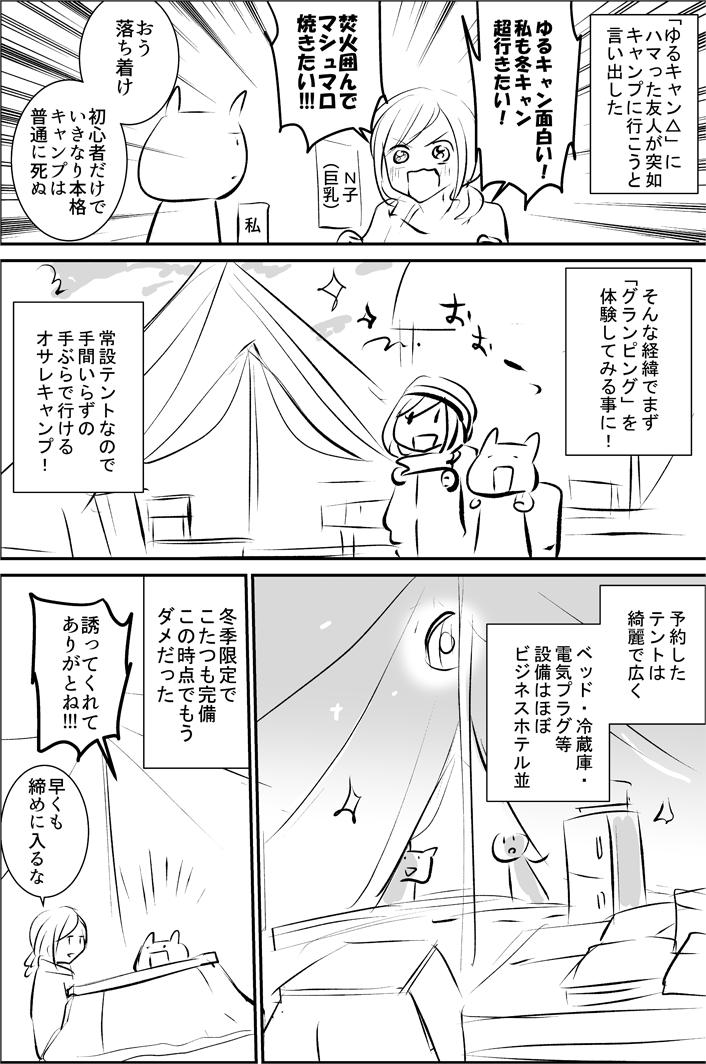 「ゆるキャン△」に
ハマった友人が突如
キャンプに行こうと
言い出した
ゆるキャン面白い!
私も冬キャン
超行きたい!
焚火囲んで
マシュマロ
焼きたい!!!
N子
(巨乳)
おう
落ち着け
初心者だけで
いきなり本格
キャンプは
普通に死ぬ
私
そんな経緯でまず
「グランピング」を
体験してみる事に!
おおー
常設テントなので
手間いらずの
手ぶらで行ける
オサレキャンプ!
予約した
テントは
綺麗で広く
ベッド・冷蔵庫・
電気プラグ等
設備はほぼ
ビジネスホテル並
冬季限定で
こたつも完備
この時点でもう
ダメだった
誘ってくれて
ありがとね!!!
早くも
締めに入るな